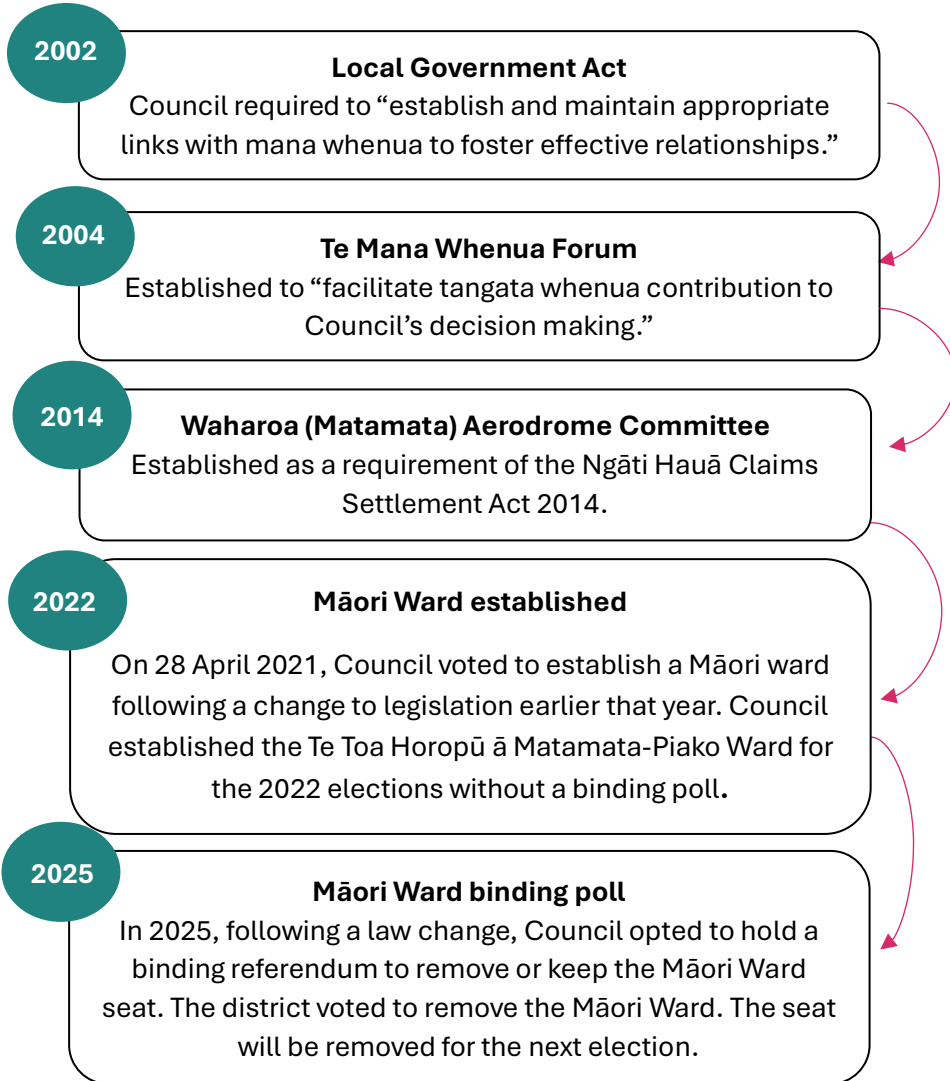 2002
Local Government Act
Council required to “establish and maintain appropriate
links with mana whenua to foster effective relationships.”
2004
Te Mana Whenua Forum
Established to “facilitate tangata whenua contribution to
Council’s decision making.”
2014
Waharoa (Matamata) Aerodrome Committee
Established as a requirement of the Ngāti Hauā Claims
Settlement Act 2014.
2022
Māori Ward established
On 28 April 2021, Council voted to establish a Māori ward
following a change to legislation earlier that year. Council
established the Te Toa Horopū ā Matamata-Piako Ward for
the 2022 elections without a binding poll.
2025
Māori Ward binding poll
In 2025, following a law change, Council opted to hold a
binding referendum to remove or keep the Māori Ward
seat. The district voted to remove the Māori Ward. The seat
will be removed for the next election.